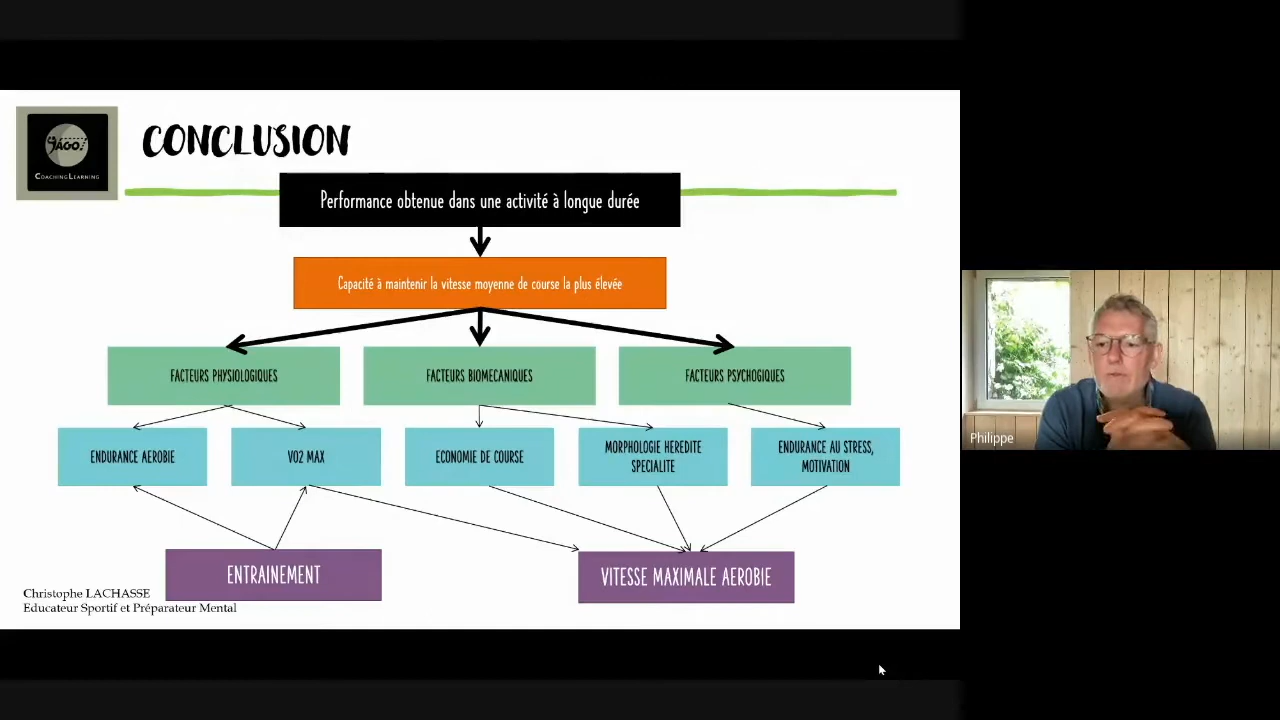 YAGO!
COACHINGLEARNING
CONCLUSION
Performance obtenue dans une activité à longue durée
Capacité à maintenir la vitesse moyenne de course la plus élevée
FACTEURS PHYSIOLOGIQUES
FACTEURS BIOMECANIQUES
FACTEURS PSYCHOGIQUES
ENDURANCE AEROBIE
VO2 MAX
ECONOMIE DE COURSE
MORPHOLOGIE HEREDITE
SPECIALITE
ENDURANCE AU STRESS,
MOTIVATION
ENTRAINEMENT
VITESSE MAXIMALE AEROBIE
Christophe LACHASSE
Educateur Sportif et Préparateur Mental
Philippe